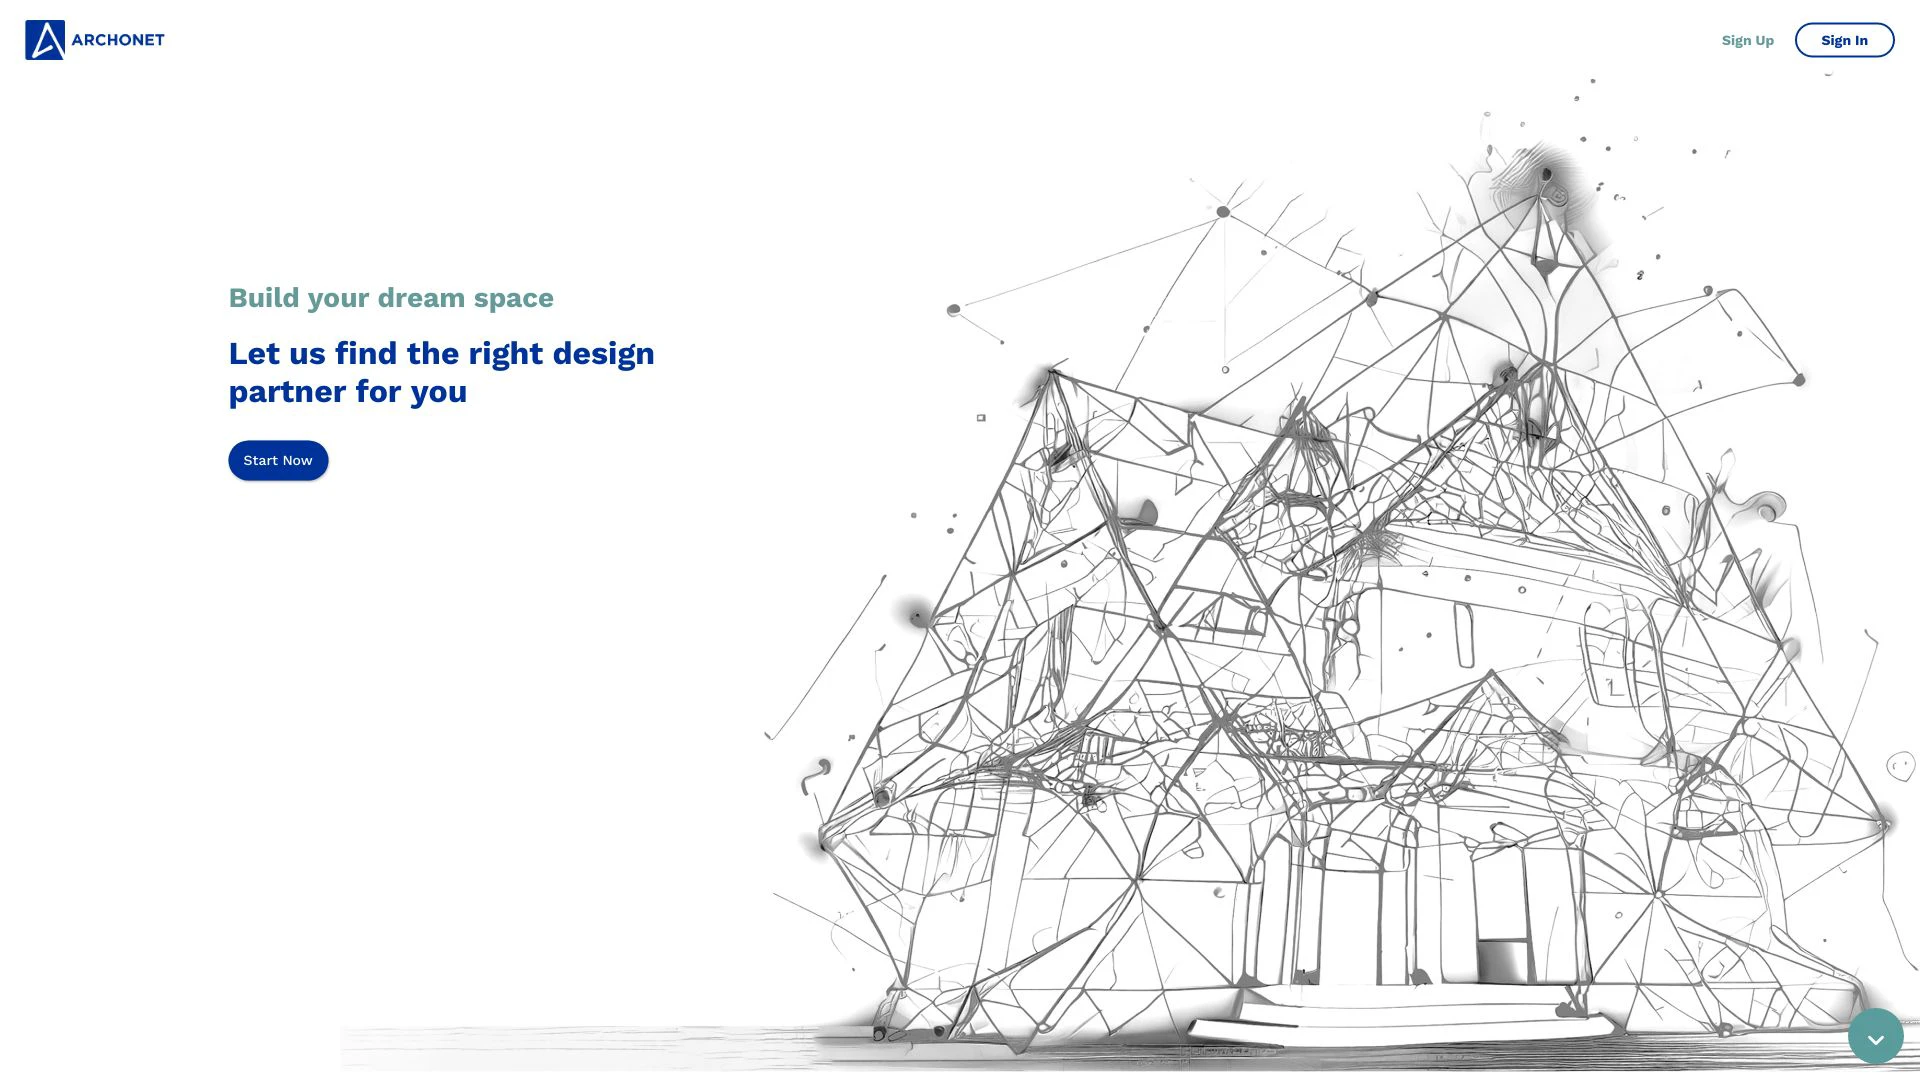 ARCHONET
Sign Up
Sign In
Build your dream space
Let us find the right design
partner for you
Start Now